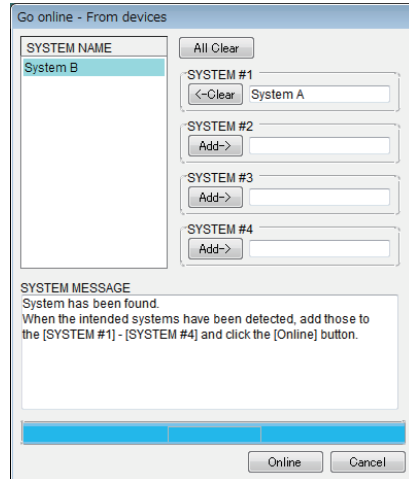 Go online - From devices
SYSTEM NAME
All Clear
System B
SYSTEM #1
<-Clear System A
SYSTEM #2
Add->
SYSTEM #3
Add->
SYSTEM #4
Add->
SYSTEM MESSAGE
System has been found.
When the intended systems have been detected, add those to
the [SYSTEM #1] - [SYSTEM #4] and click the [Online] button.
Online Cancel